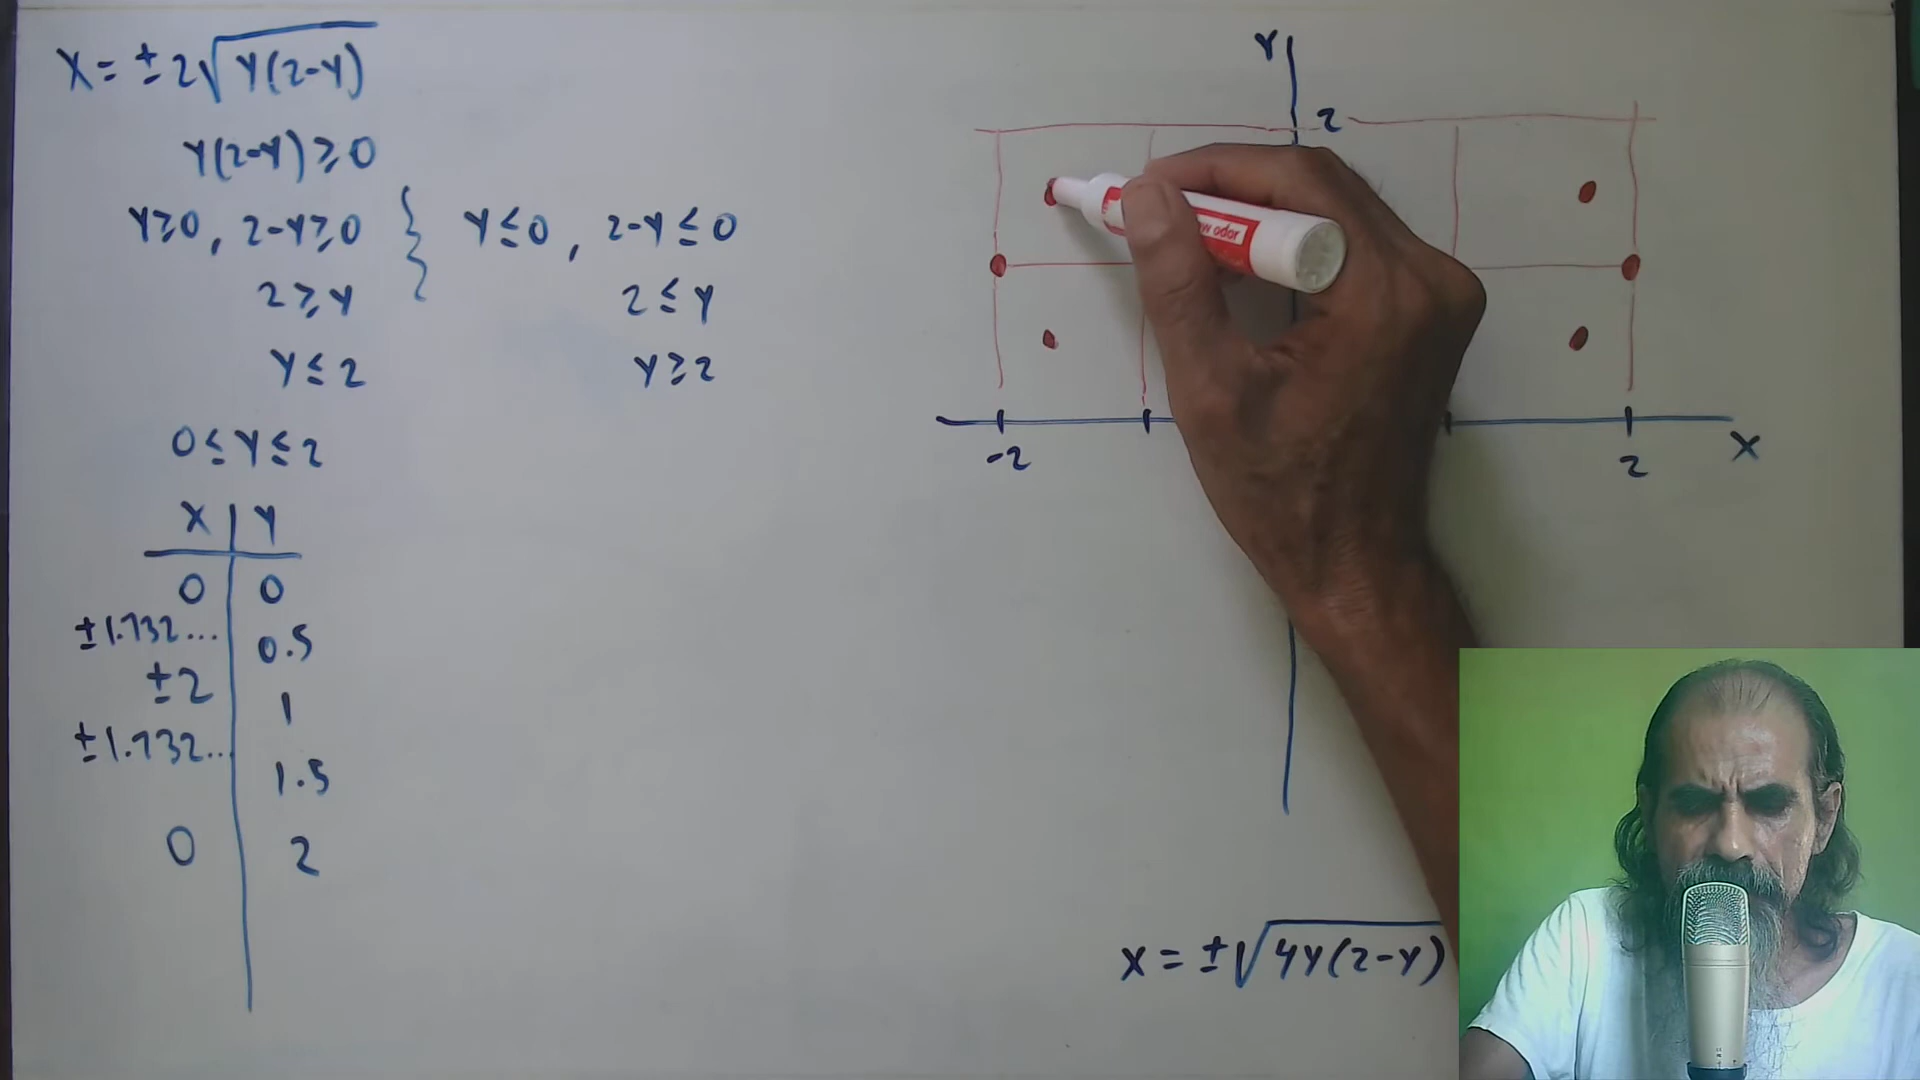 X = ± 2√Y(2-Y)
Y(2-Y) ≥ 0
Y ≥ 0, 2-Y ≥ 0 } Y ≤ 0, 2-Y ≤ 0
2 ≥ Y 2 ≤ Y
Y ≤ 2 Y ≥ 2
0 ≤ Y ≤ 2
X | Y
0 | 0
±1.732... | 0.5
±2 | 1
±1.732... | 1.5
0 | 2
Y
2
-2
2
X
w odor
X = ± √4Y(2-Y)